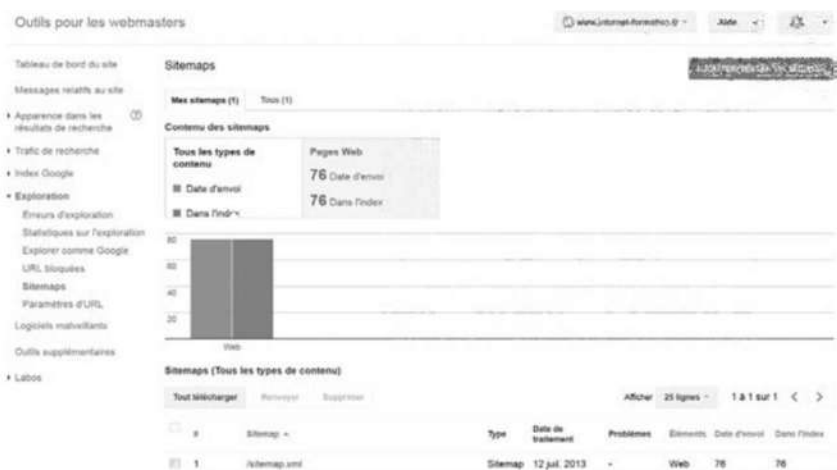 Outils pour les webmasters
Aide
Tableau de bord du site
Messages relatifs au site
Apparence dans les
résultats de recherche
Trafic de recherche
Index Google
Exploration
Erreurs d'exploration
Statistiques sur l'exploration
Explorer comme Google
URL bloquées
Sitemaps
Paramètres d'URL
Logiciels malveillants
Outils supplémentaires
Labos
Sitemaps
Mes sitemaps (1) Tous (1)
Contenu des sitemaps
Tous les types de
contenu
Date d'envoi
Dans l'index
Pages Web
76 Date d'envoi
76 Dans l'index
80
60
40
20
Web
Sitemaps (Tous les types de contenu)
Tout télécharger Renvoyer Supprimer Afficher 25 lignes 1 à 1 sur 1
# Sitemap Type Date de traitement Problèmes Éléments Date d'envoi Dans l'index
1 /sitemap.xml Sitemap 12 juil. 2013 - Web 76 76